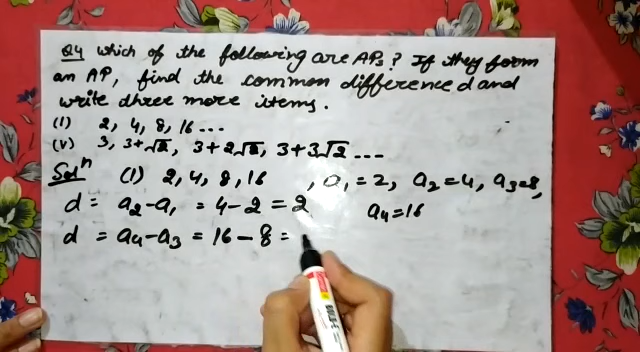 Q4 which of the following are APs? If they form
an AP, find the common difference d and
write three more items.
(1) 2, 4, 8, 16 ...
(v) 3, 3+√2, 3+2√2, 3+3√2 ....
Solⁿ (1) 2, 4, 8, 16 , a₁=2, a₂=4, a₃=8,
d = a₂-a₁ = 4-2 = 2 a₄=16
d = a₄-a₃ = 16-8 =